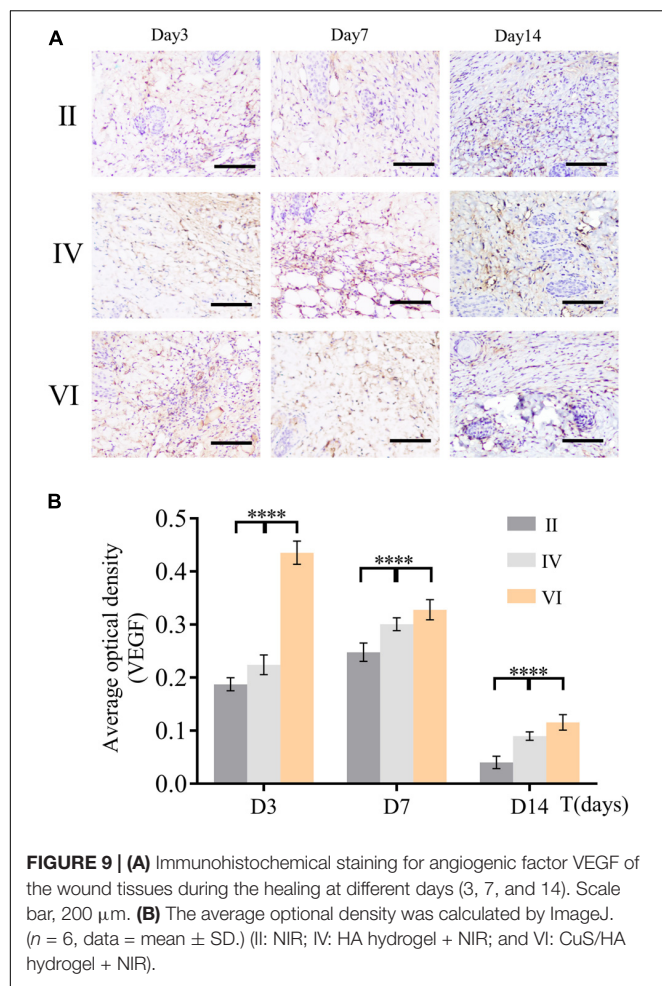 A
Day3 Day7 Day14
II
IV
VI
B
Average optical density
(VEGF)
0.5
0.4
0.3
0.2
0.1
0.0
****
****
****
II
IV
VI
D3 D7 D14 T(days)
FIGURE 9 | (A) Immunohistochemical staining for angiogenic factor VEGF of
the wound tissues during the healing at different days (3, 7, and 14). Scale
bar, 200 μm. (B) The average optional density was calculated by ImageJ.
(n = 6, data = mean ± SD.) (II: NIR; IV: HA hydrogel + NIR; and VI: CuS/HA
hydrogel + NIR).